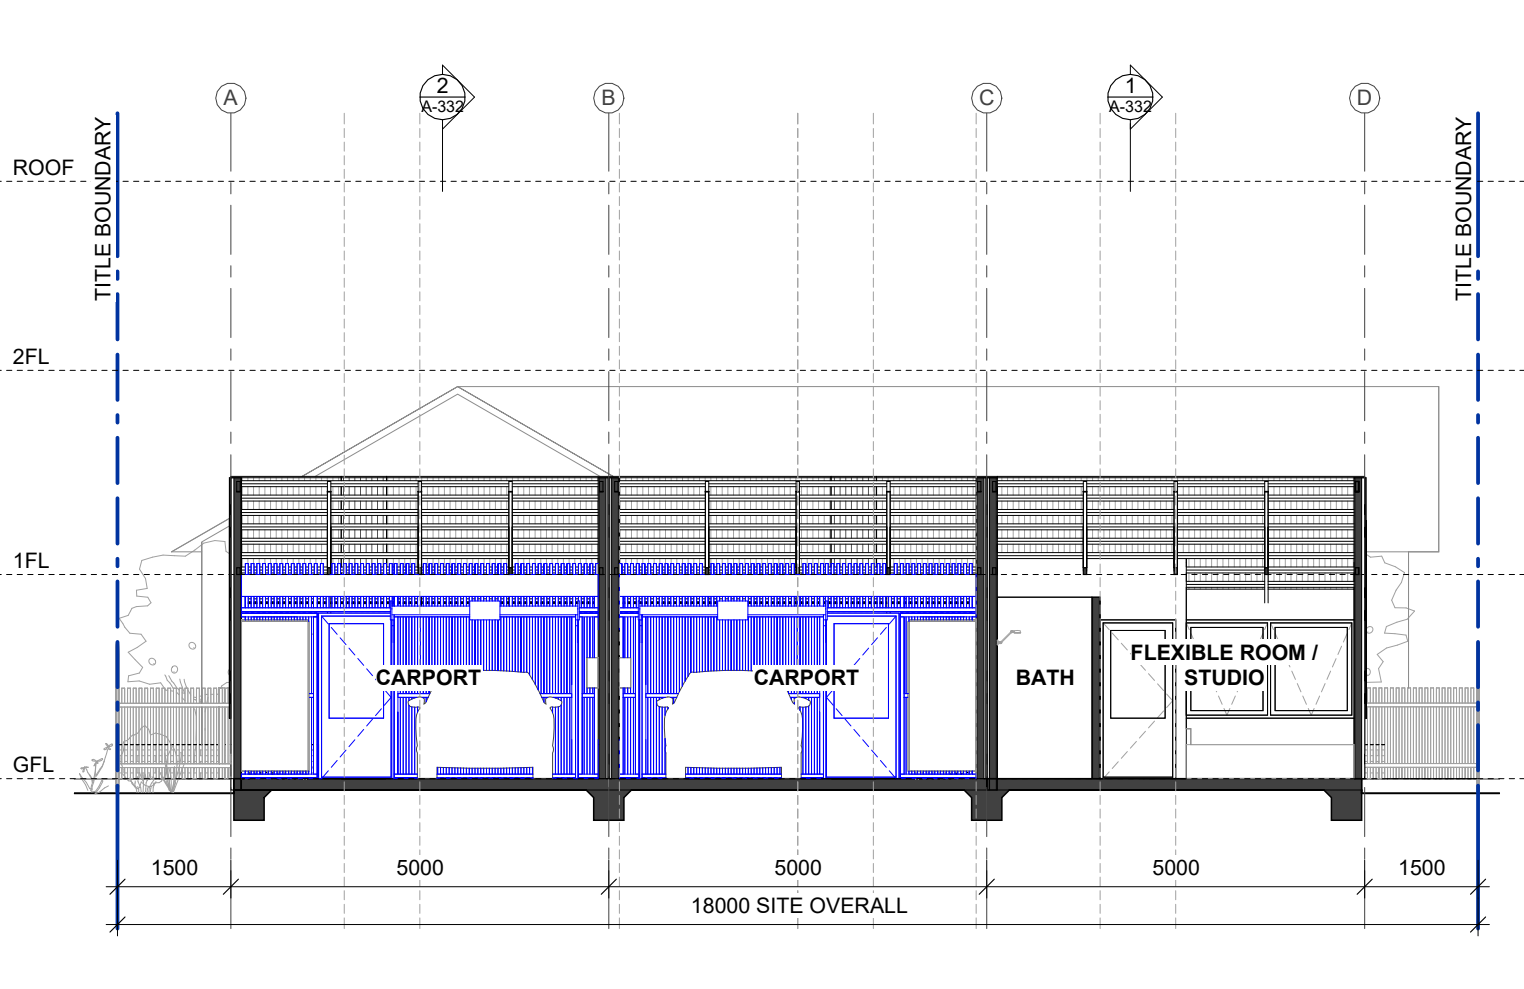 A
2
A-332
B
C
1
A-332
D
ROOF
TITLE BOUNDARY
TITLE BOUNDARY
2FL
1FL
GFL
CARPORT
CARPORT
BATH
FLEXIBLE ROOM /
STUDIO
1500
5000
5000
5000
1500
18000 SITE OVERALL